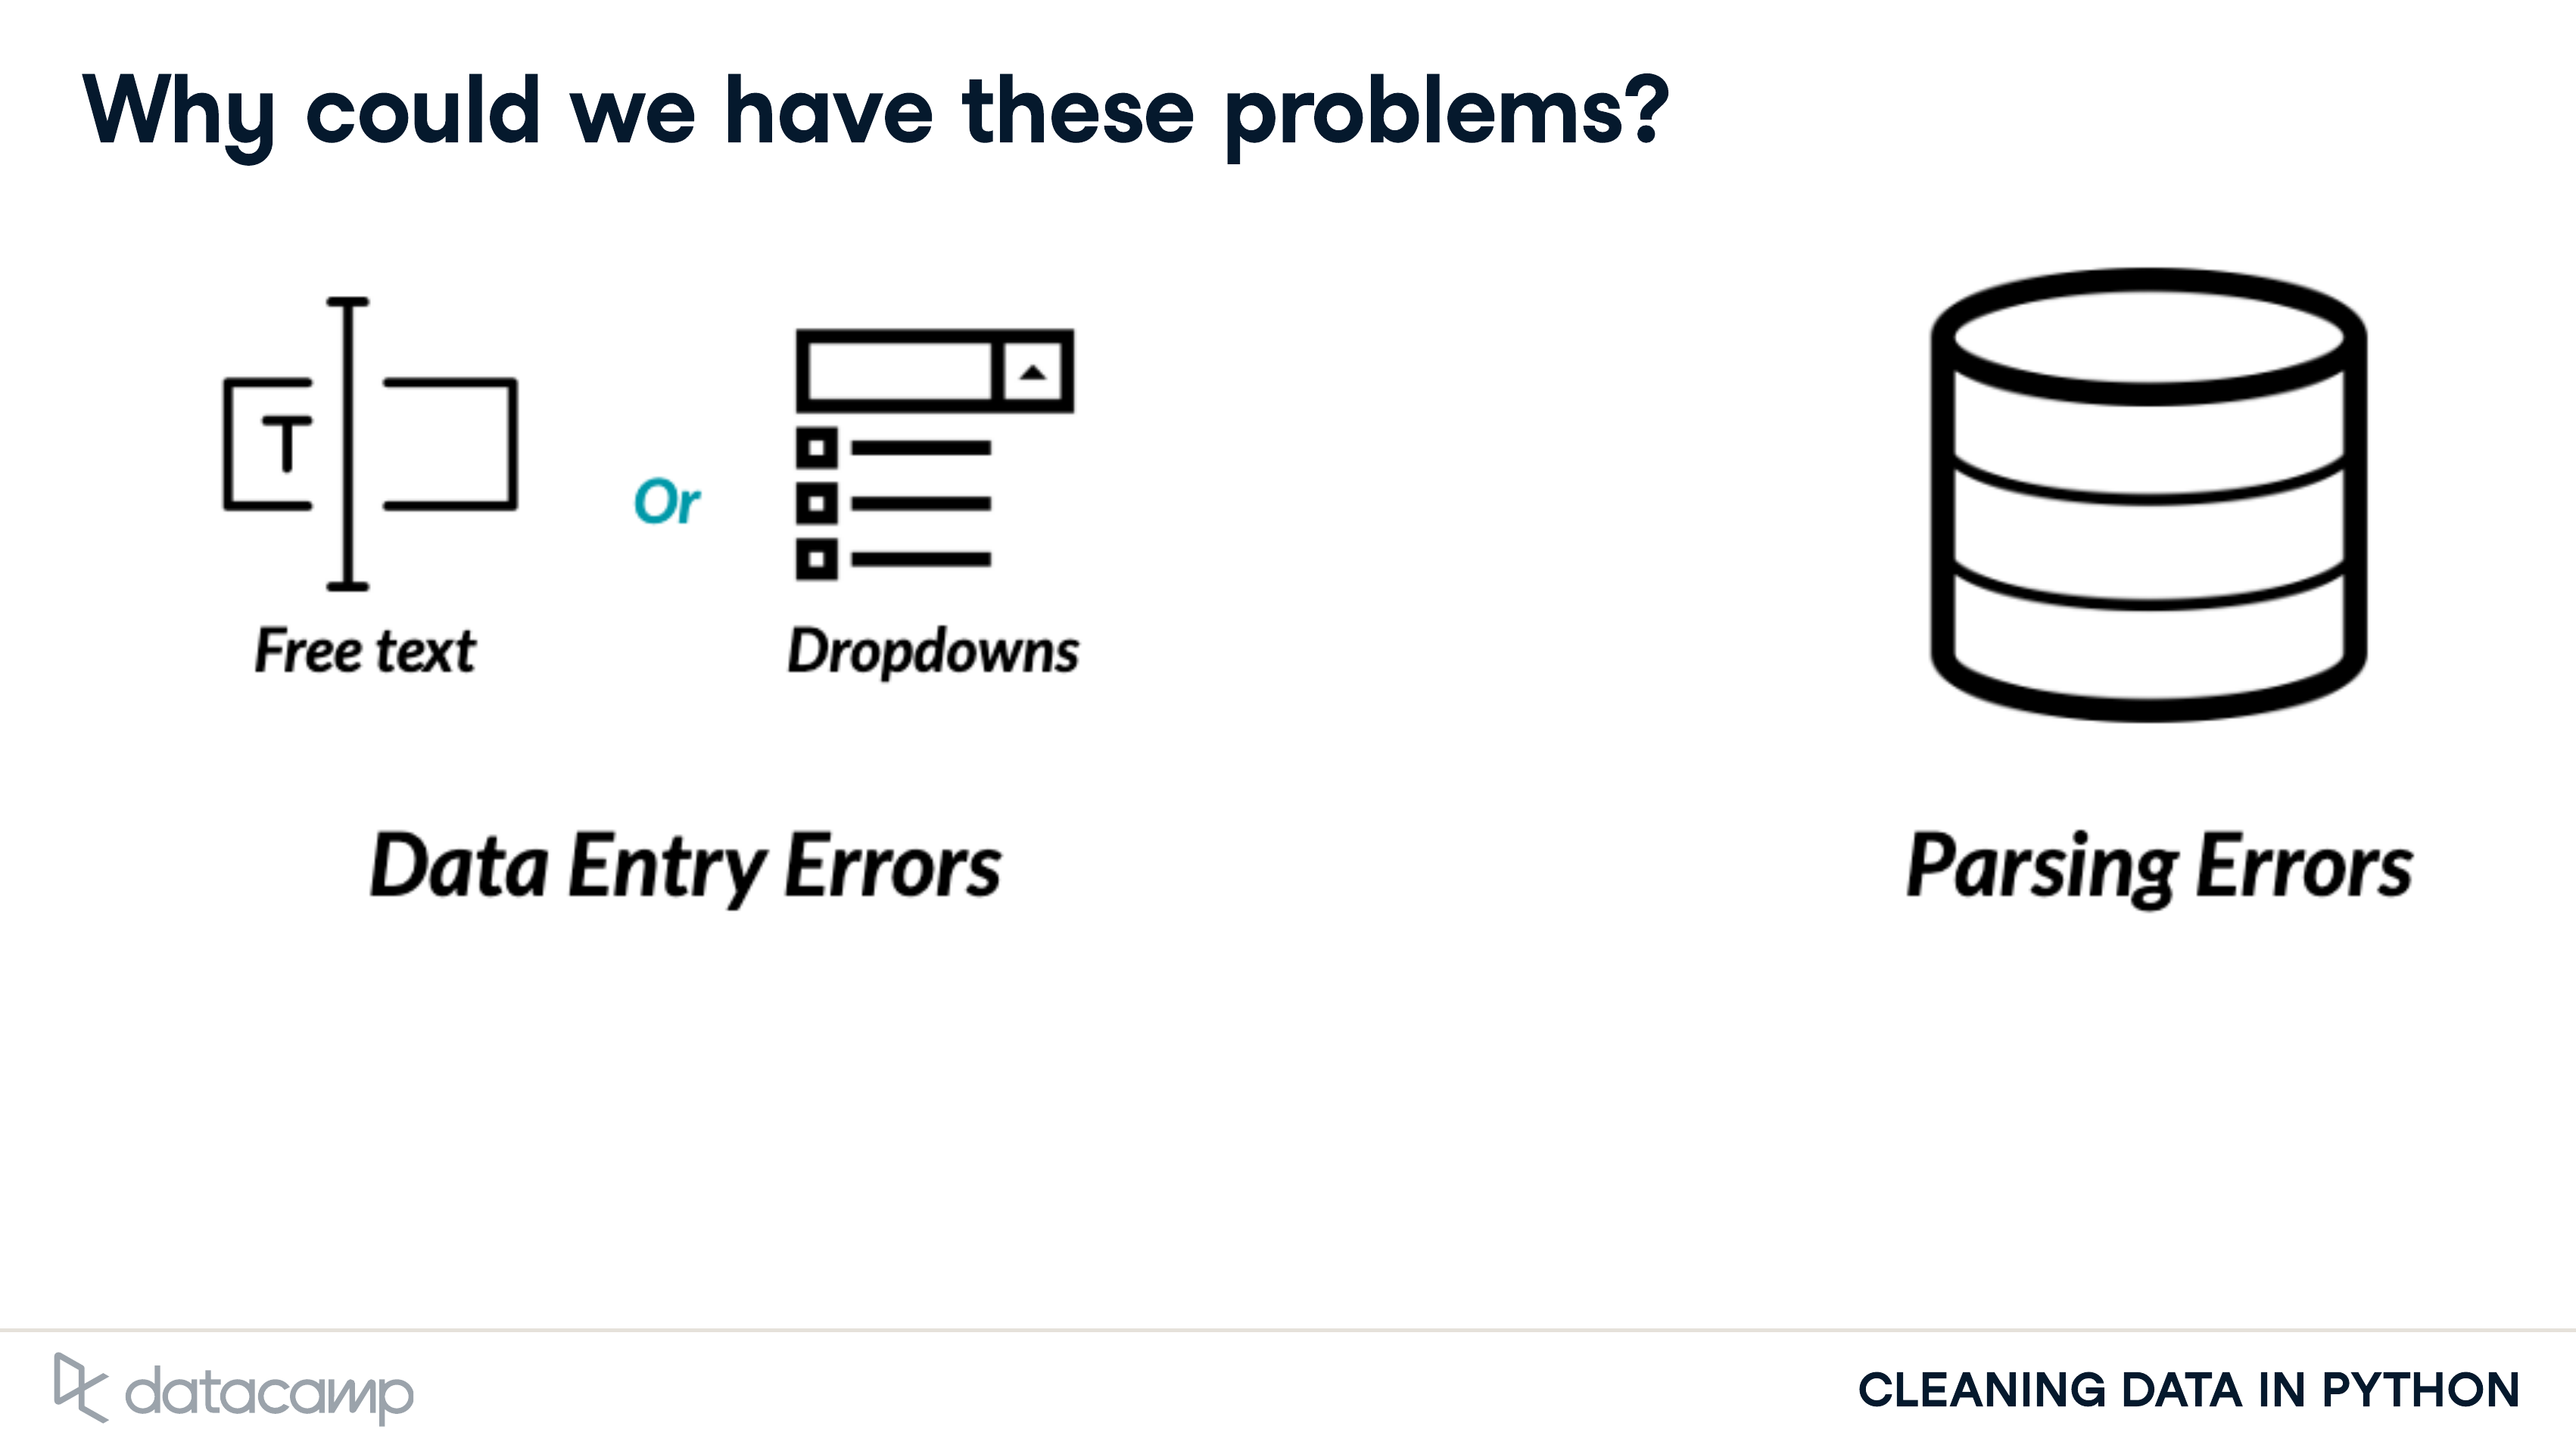 Why could we have these problems?
T
Or
Free text
Dropdowns
Data Entry Errors
Parsing Errors
datacamp
CLEANING DATA IN PYTHON